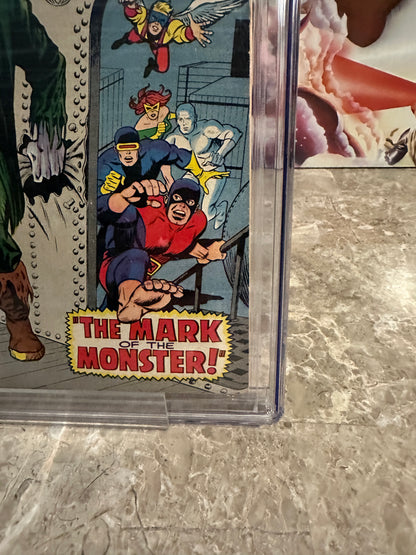 "THE MARK
OF THE
MONSTER!"